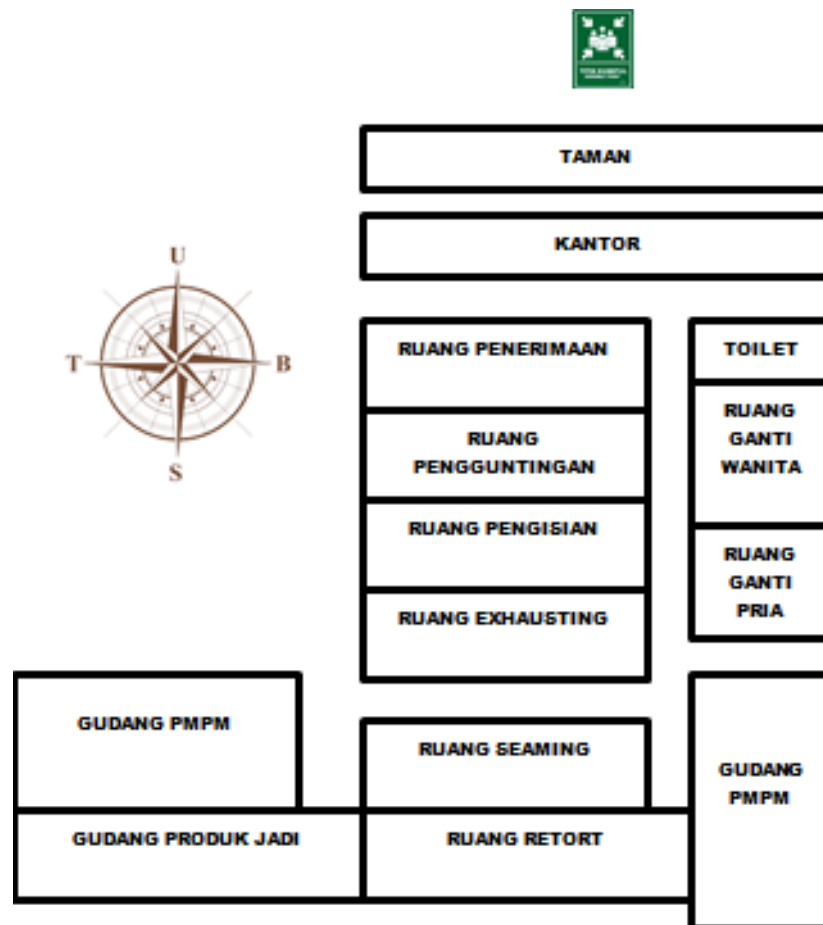 TAMAN
KANTOR
U
T
B
S
RUANG PENERIMAAN
TOILET
RUANG
PENGGUNTINGAN
RUANG
GANTI
WANITA
RUANG PENGISIAN
RUANG EXHAUSTING
RUANG
GANTI
PRIA
GUDANG PMPM
RUANG SEAMING
GUDANG
PMPM
GUDANG PRODUK JADI
RUANG RETORT